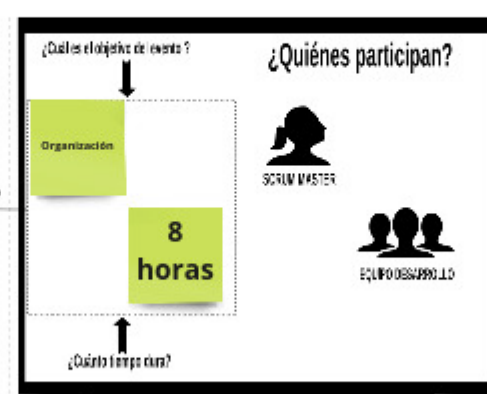 ¿Cuál es el objetivo del evento ?
¿Quiénes participan?
Organización
8
horas
SCRUM MASTER
EQUIPO DESARROLLO
¿Cuánto tiempo dura?